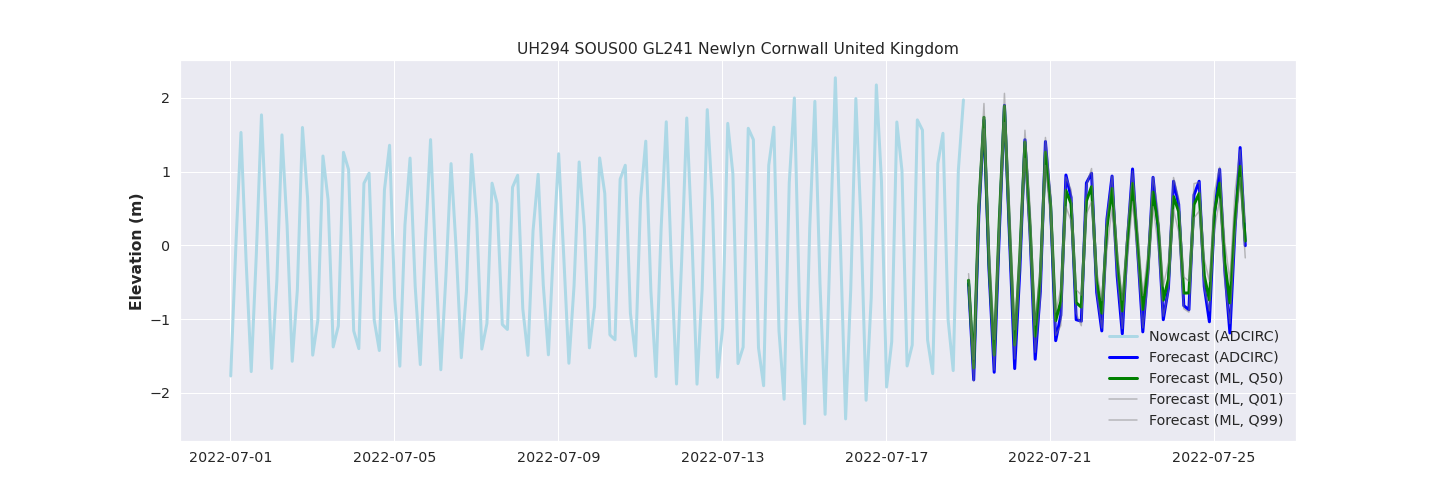 UH294 SOUS00 GL241 Newlyn Cornwall United Kingdom
Elevation (m)
2
1
0
−1
−2
2022-07-01
2022-07-05
2022-07-09
2022-07-13
2022-07-17
2022-07-21
2022-07-25
Nowcast (ADCIRC)
Forecast (ADCIRC)
Forecast (ML, Q50)
Forecast (ML, Q01)
Forecast (ML, Q99)